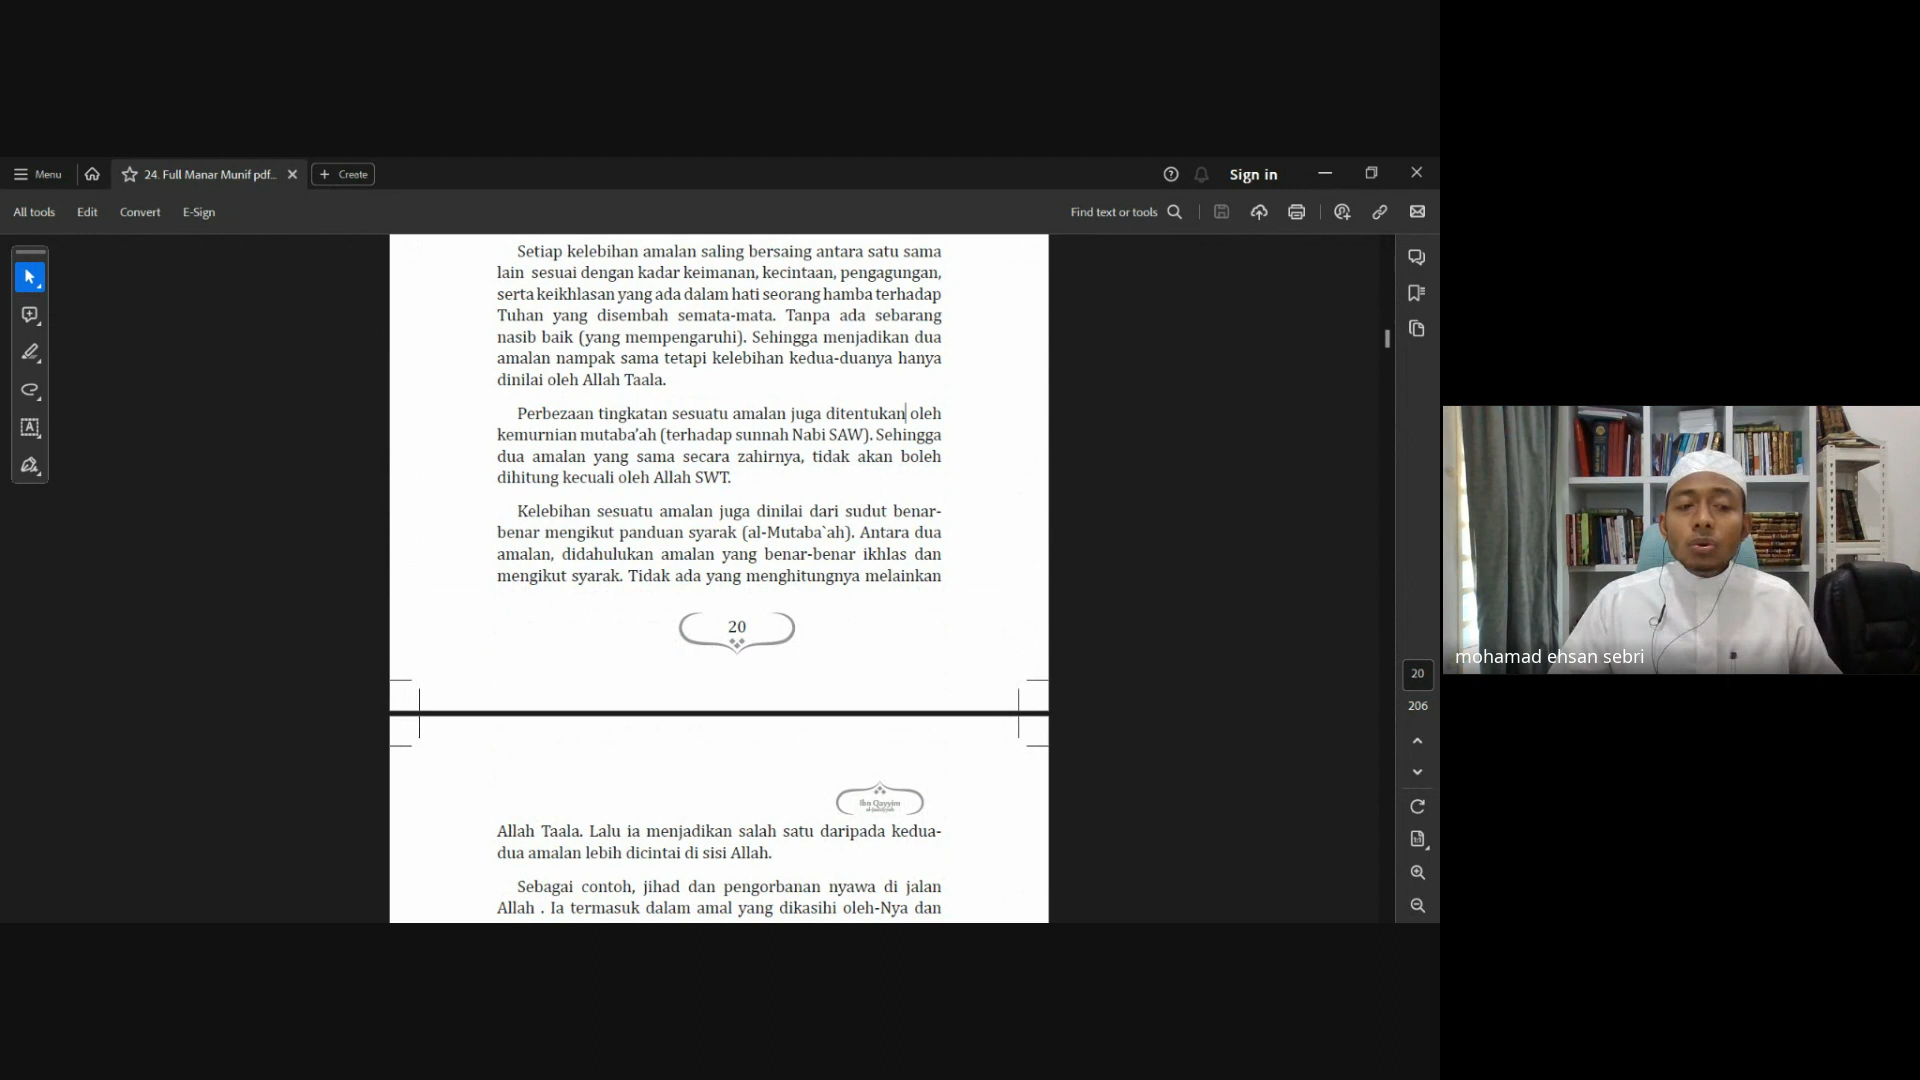 Menu
24. Full Manar Munif pdf...
Create
Sign in
All tools
Edit
Convert
E-Sign
Find text or tools
Setiap kelebihan amalan saling bersaing antara satu sama
lain sesuai dengan kadar keimanan, kecintaan, pengagungan,
serta keikhlasan yang ada dalam hati seorang hamba terhadap
Tuhan yang disembah semata-mata. Tanpa ada sebarang
nasib baik (yang mempengaruhi). Sehingga menjadikan dua
amalan nampak sama tetapi kelebihan kedua-duanya hanya
dinilai oleh Allah Taala.
Perbezaan tingkatan sesuatu amalan juga ditentukan oleh
kemurnian mutaba'ah (terhadap sunnah Nabi SAW). Sehingga
dua amalan yang sama secara zahirnya, tidak akan boleh
dihitung kecuali oleh Allah SWT.
Kelebihan sesuatu amalan juga dinilai dari sudut benar-
benar mengikut panduan syarak (al-Mutaba`ah). Antara dua
amalan, didahulukan amalan yang benar-benar ikhlas dan
mengikut syarak. Tidak ada yang menghitungnya melainkan
20
Ibn Qayyim
Allah Taala. Lalu ia menjadikan salah satu daripada kedua-
dua amalan lebih dicintai di sisi Allah.
Sebagai contoh, jihad dan pengorbanan nyawa di jalan
Allah . Ia termasuk dalam amal yang dikasihi oleh-Nya dan
20
206
mohamad ehsan sebri